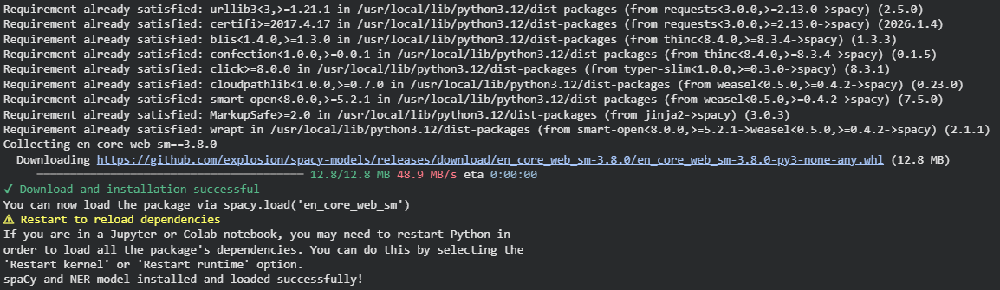 Requirement already satisfied: urllib3<3,>=1.21.1 in /usr/local/lib/python3.12/dist-packages (from requests<3.0.0,>=2.13.0->spacy) (2.5.0)
Requirement already satisfied: certifi>=2017.4.17 in /usr/local/lib/python3.12/dist-packages (from requests<3.0.0,>=2.13.0->spacy) (2026.1.4)
Requirement already satisfied: blis<1.4.0,>=1.3.0 in /usr/local/lib/python3.12/dist-packages (from thinc<8.4.0,>=8.3.4->spacy) (1.3.3)
Requirement already satisfied: confection<1.0.0,>=0.0.1 in /usr/local/lib/python3.12/dist-packages (from thinc<8.4.0,>=8.3.4->spacy) (0.1.5)
Requirement already satisfied: click>=8.0.0 in /usr/local/lib/python3.12/dist-packages (from typer-slim<1.0.0,>=0.3.0->spacy) (8.3.1)
Requirement already satisfied: cloudpathlib<1.0.0,>=0.7.0 in /usr/local/lib/python3.12/dist-packages (from weasel<0.5.0,>=0.4.2->spacy) (0.23.0)
Requirement already satisfied: smart-open<8.0.0,>=5.2.1 in /usr/local/lib/python3.12/dist-packages (from weasel<0.5.0,>=0.4.2->spacy) (7.5.0)
Requirement already satisfied: MarkupSafe>=2.0 in /usr/local/lib/python3.12/dist-packages (from jinja2->spacy) (3.0.3)
Requirement already satisfied: wrapt in /usr/local/lib/python3.12/dist-packages (from smart-open<8.0.0,>=5.2.1->weasel<0.5.0,>=0.4.2->spacy) (2.1.1)
Collecting en-core-web-sm==3.8.0
Downloading https://github.com/explosion/spacy-models/releases/download/en_core_web_sm-3.8.0/en_core_web_sm-3.8.0-py3-none-any.whl (12.8 MB)
12.8/12.8 MB 48.9 MB/s eta 0:00:00
✔ Download and installation successful
You can now load the package via spacy.load('en_core_web_sm')
⚠ Restart to reload dependencies
If you are in a Jupyter or Colab notebook, you may need to restart Python in
order to load all the package's dependencies. You can do this by selecting the
'Restart kernel' or 'Restart runtime' option.
spaCy and NER model installed and loaded successfully!